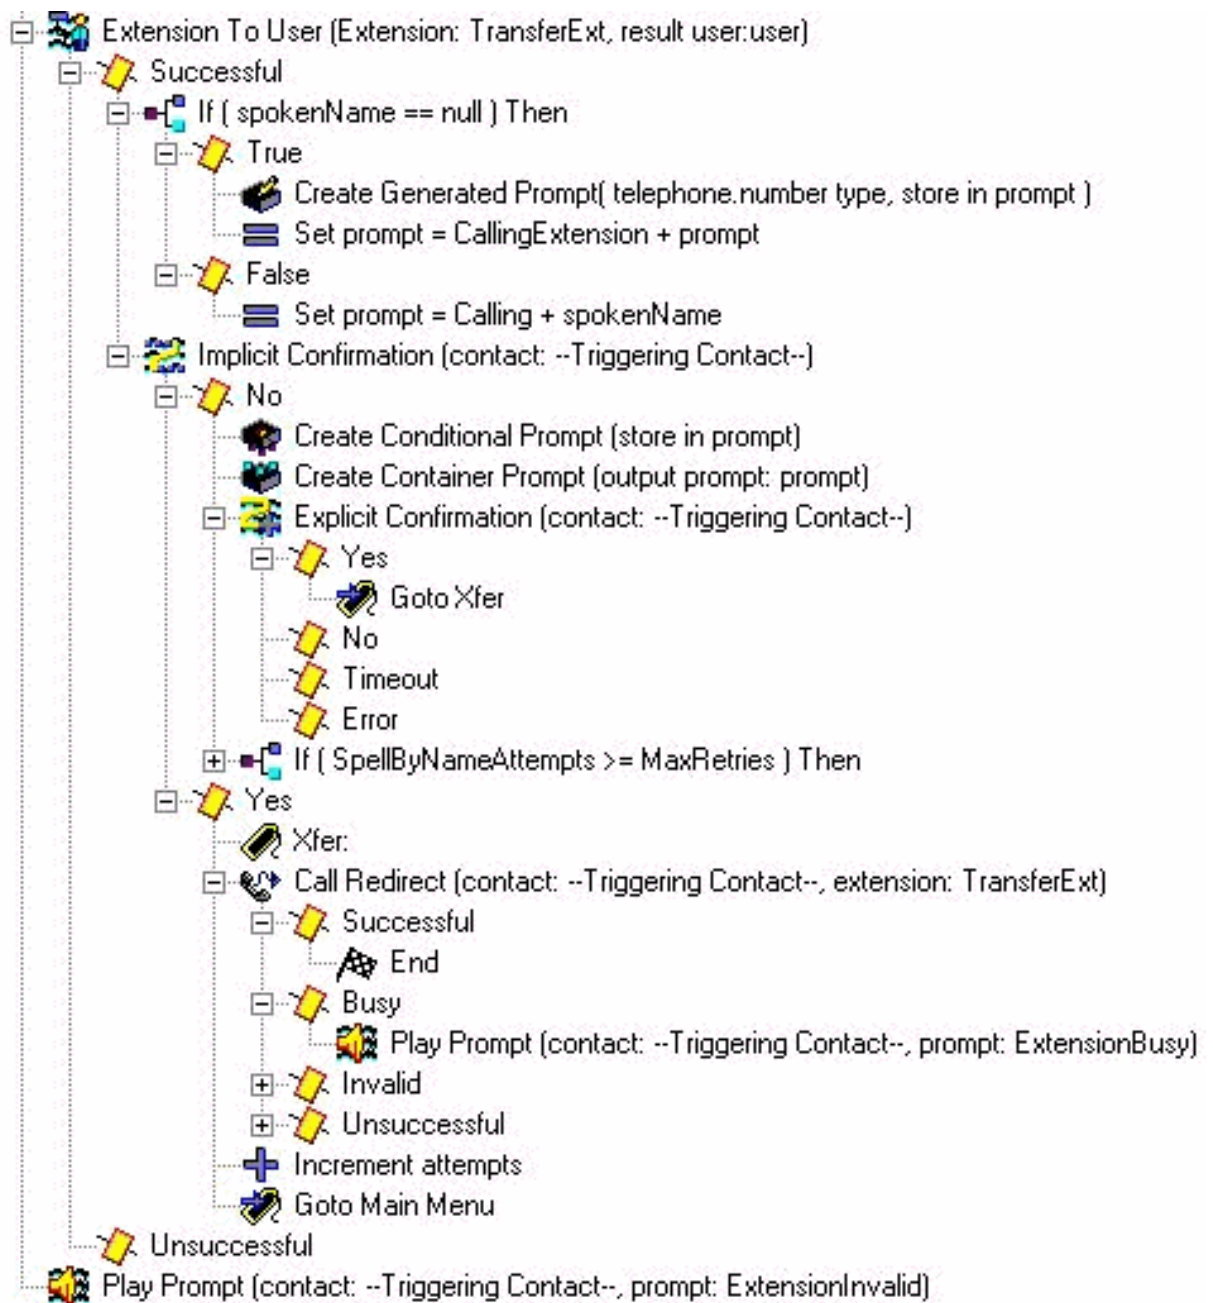 Extension To User (Extension: TransferExt, result user:user)
Successful
If ( spokenName == null ) Then
True
Create Generated Prompt( telephone.number type, store in prompt )
Set prompt = CallingExtension + prompt
False
Set prompt = Calling + spokenName
Implicit Confirmation (contact: --Triggering Contact--)
No
Create Conditional Prompt (store in prompt)
Create Container Prompt (output prompt: prompt)
Explicit Confirmation (contact: --Triggering Contact--)
Yes
Goto Xfer
No
Timeout
Error
If ( SpellByNameAttempts >= MaxRetries ) Then
Yes
Xfer:
Call Redirect (contact: --Triggering Contact--, extension: TransferExt)
Successful
End
Busy
Play Prompt (contact: --Triggering Contact--, prompt: ExtensionBusy)
Invalid
Unsuccessful
Increment attempts
Goto Main Menu
Unsuccessful
Play Prompt (contact: --Triggering Contact--, prompt: ExtensionInvalid)